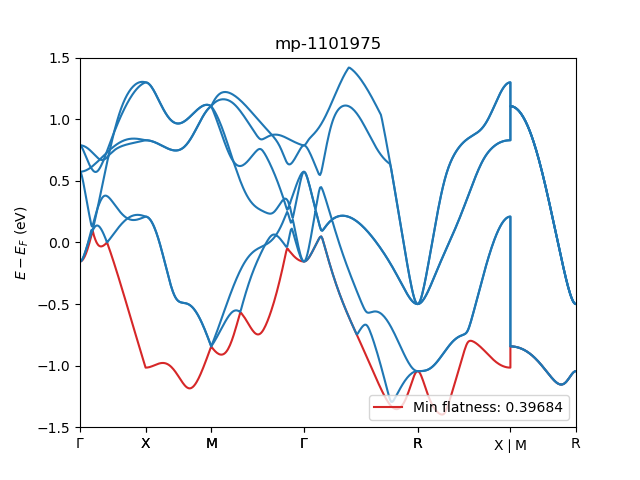 mp-1101975
E − E_F (eV)
1.5
1.0
0.5
0.0
−0.5
−1.0
−1.5
Min flatness: 0.39684
Γ X M Γ R X | M R